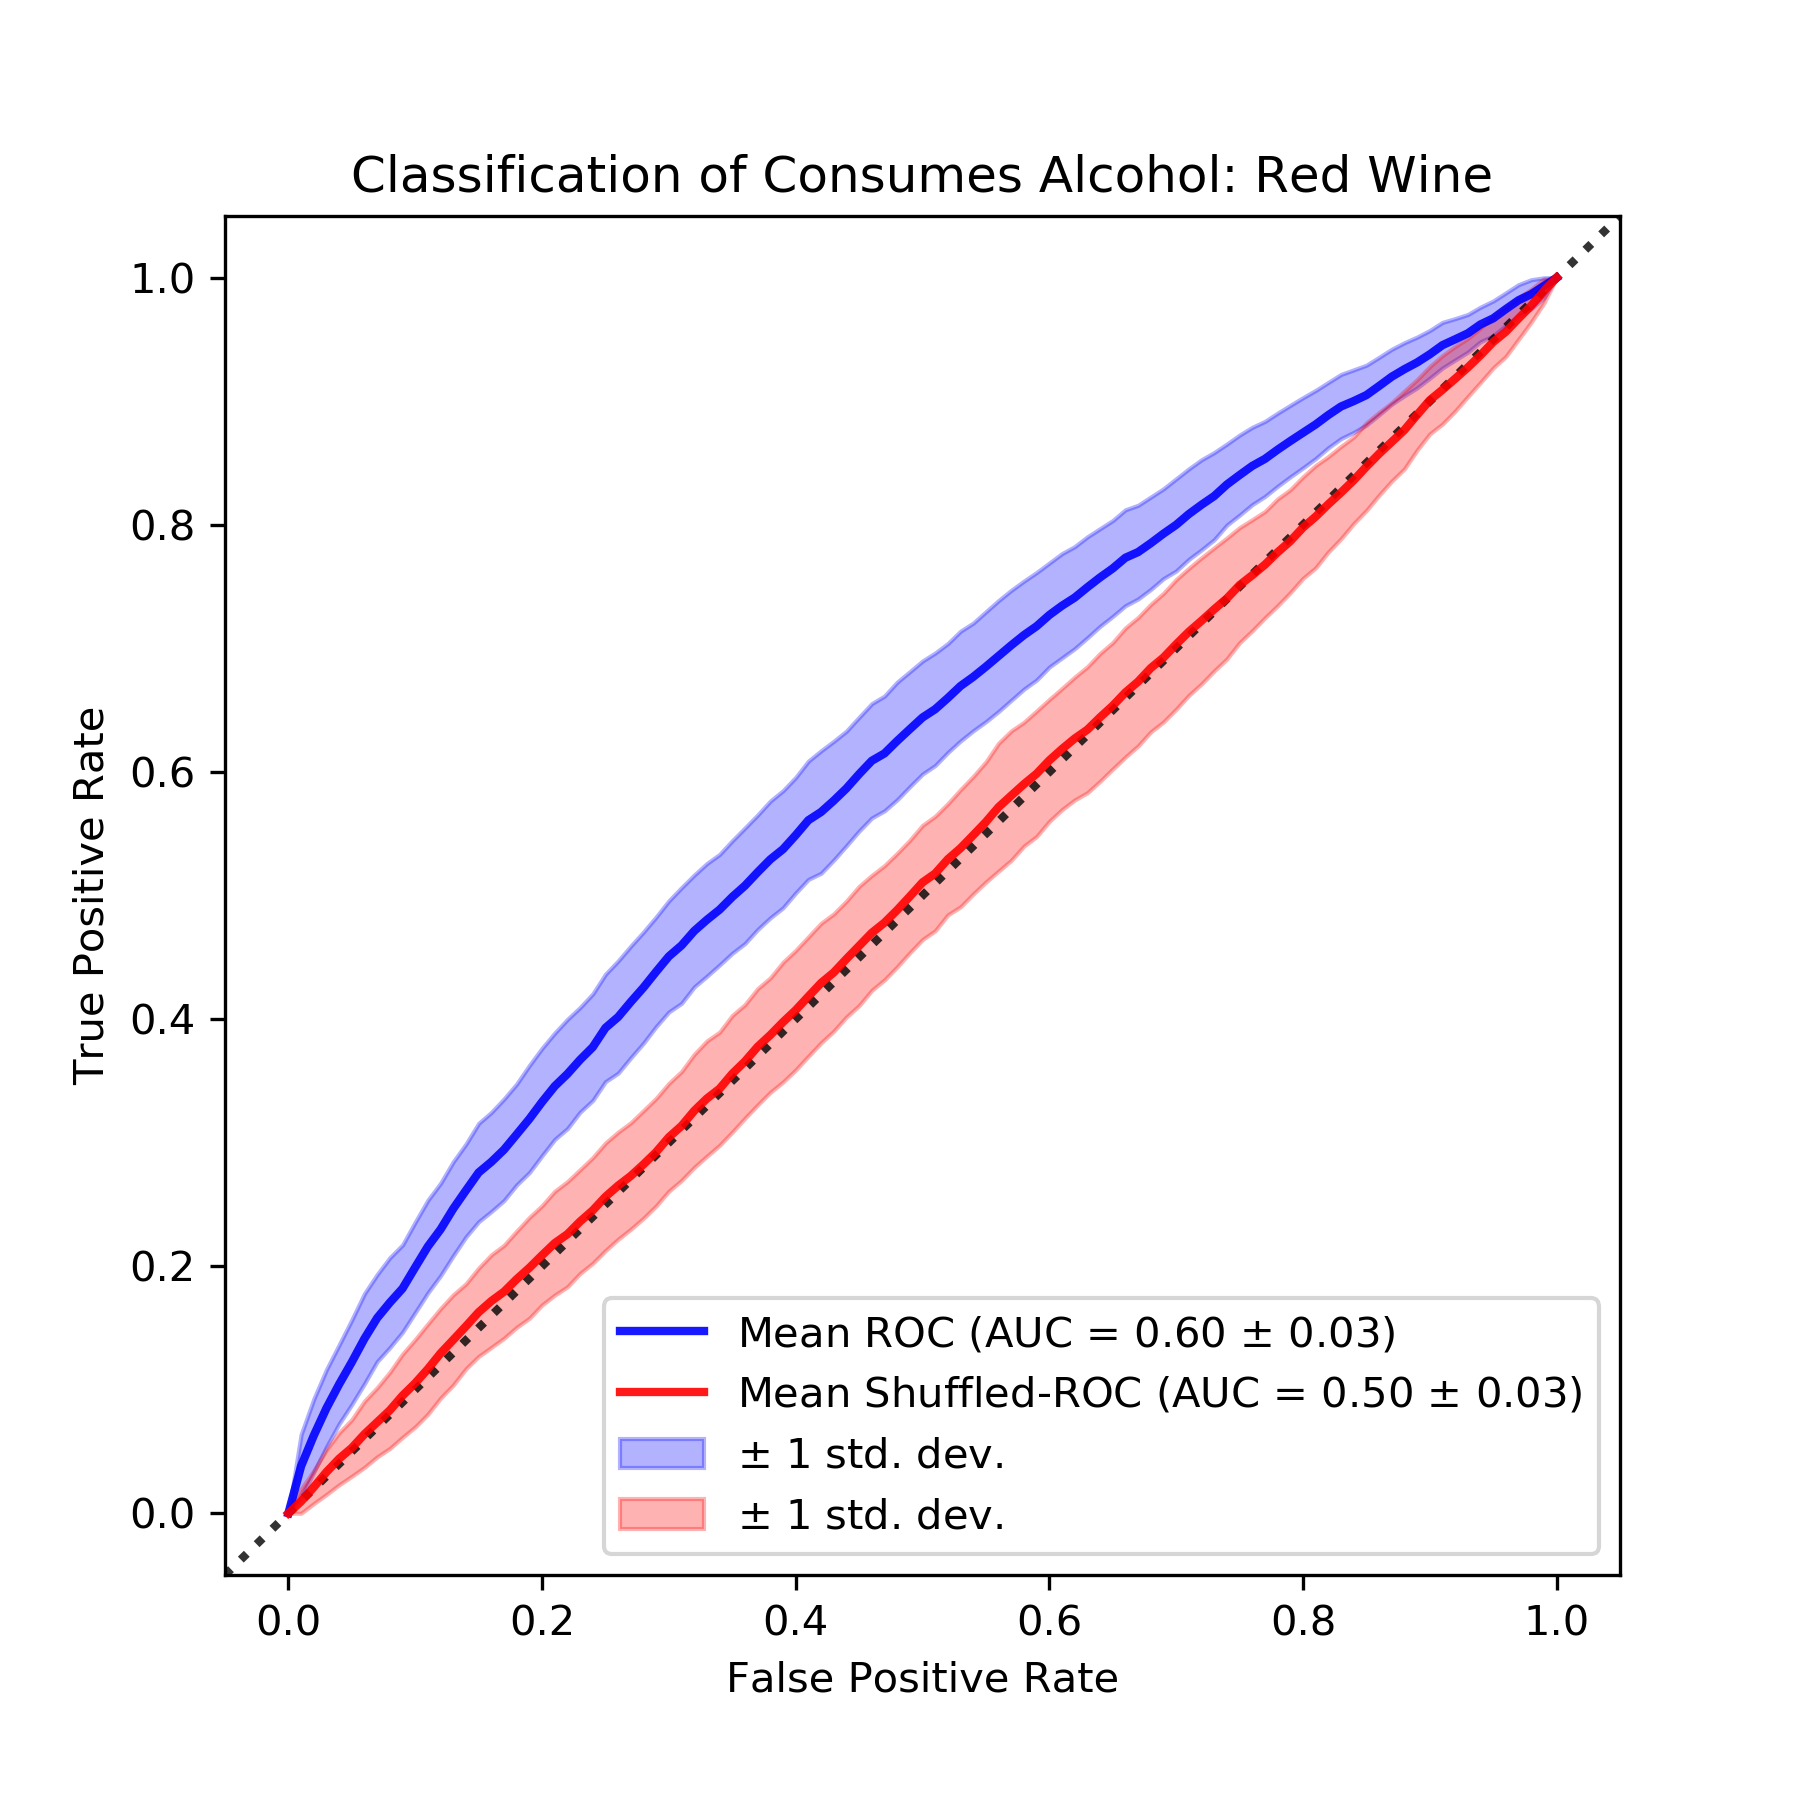 Classification of Consumes Alcohol: Red Wine
1.0
0.8
0.6
0.4
0.2
0.0
True Positive Rate
Mean ROC (AUC = 0.60 ± 0.03)
Mean Shuffled-ROC (AUC = 0.50 ± 0.03)
± 1 std. dev.
± 1 std. dev.
0.0 0.2 0.4 0.6 0.8 1.0
False Positive Rate